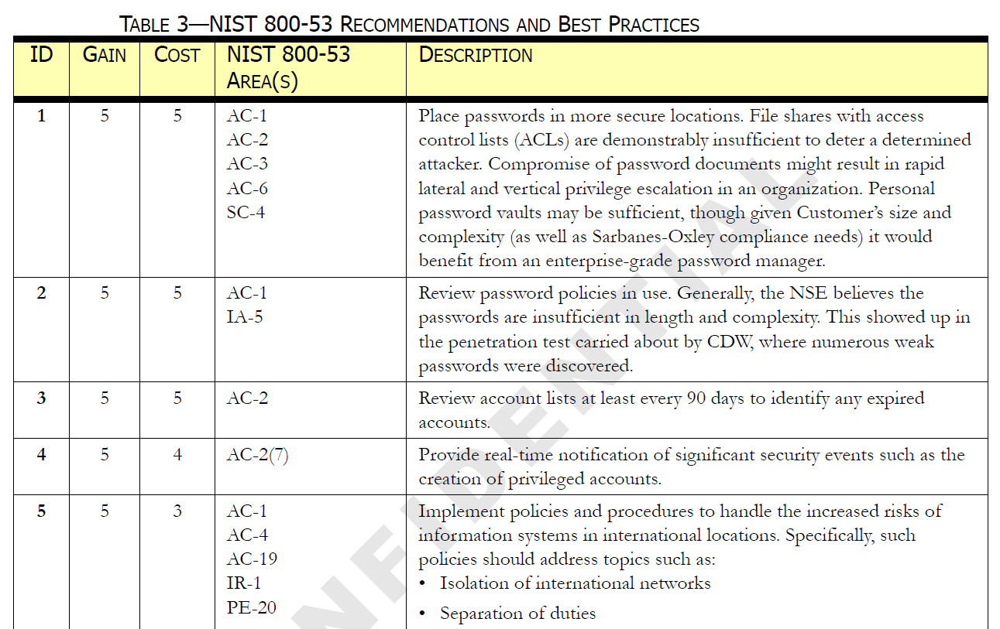 TABLE 3—NIST 800-53 RECOMMENDATIONS AND BEST PRACTICES
ID GAIN COST NIST 800-53 AREA(S) DESCRIPTION
1 5 5 AC-1 Place passwords in more secure locations. File shares with access
AC-2 control lists (ACLs) are demonstrably insufficient to deter a determined
AC-3 attacker. Compromise of password documents might result in rapid
AC-6 lateral and vertical privilege escalation in an organization. Personal
SC-4 password vaults may be sufficient, though given Customer’s size and
complexity (as well as Sarbanes-Oxley compliance needs) it would
benefit from an enterprise-grade password manager.
2 5 5 AC-1 Review password policies in use. Generally, the NSE believes the
IA-5 passwords are insufficient in length and complexity. This showed up in
the penetration test carried about by CDW, where numerous weak
passwords were discovered.
3 5 5 AC-2 Review account lists at least every 90 days to identify any expired
accounts.
4 5 4 AC-2(7) Provide real-time notification of significant security events such as the
creation of privileged accounts.
5 5 3 AC-1 Implement policies and procedures to handle the increased risks of
AC-4 information systems in international locations. Specifically, such
AC-19 policies should address topics such as:
IR-1 • Isolation of international networks
PE-20 • Separation of duties
NFIDENTIAL